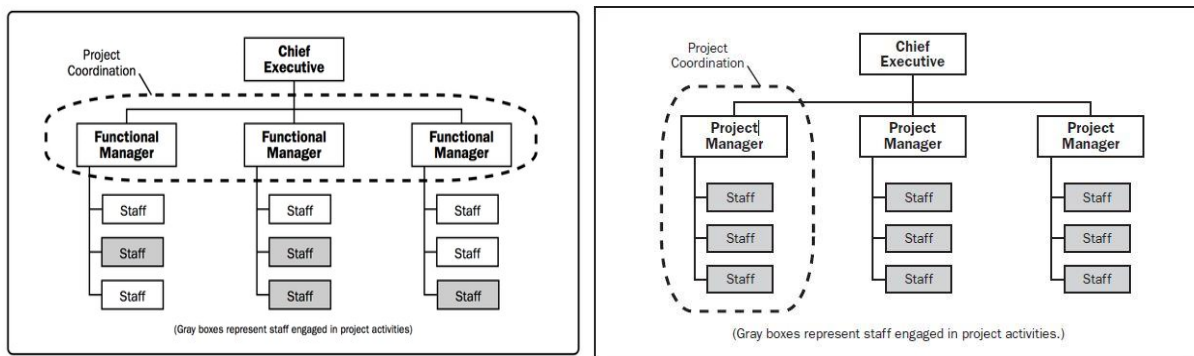 Project
Coordination
Chief
Executive
Functional
Manager
Functional
Manager
Functional
Manager
Staff
Staff
Staff
Staff
Staff
Staff
Staff
Staff
Staff
(Gray boxes represent staff engaged in project activities)
Project
Coordination
Chief
Executive
Project
Manager
Project
Manager
Project
Manager
Staff
Staff
Staff
Staff
Staff
Staff
Staff
Staff
Staff
(Gray boxes represent staff engaged in project activities.)